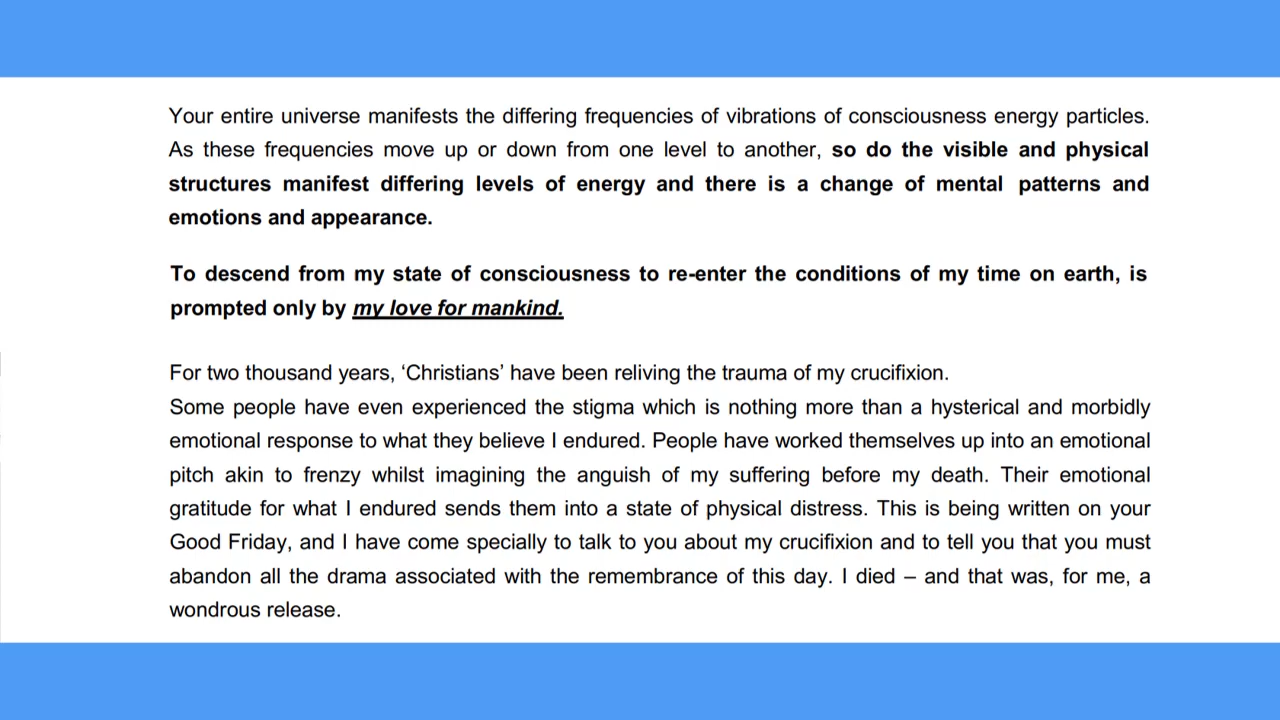 Your entire universe manifests the differing frequencies of vibrations of consciousness energy particles.
As these frequencies move up or down from one level to another, so do the visible and physical
structures manifest differing levels of energy and there is a change of mental patterns and
emotions and appearance.
To descend from my state of consciousness to re-enter the conditions of my time on earth, is
prompted only by my love for mankind.
For two thousand years, ‘Christians’ have been reliving the trauma of my crucifixion.
Some people have even experienced the stigma which is nothing more than a hysterical and morbidly
emotional response to what they believe I endured. People have worked themselves up into an emotional
pitch akin to frenzy whilst imagining the anguish of my suffering before my death. Their emotional
gratitude for what I endured sends them into a state of physical distress. This is being written on your
Good Friday, and I have come specially to talk to you about my crucifixion and to tell you that you must
abandon all the drama associated with the remembrance of this day. I died – and that was, for me, a
wondrous release.